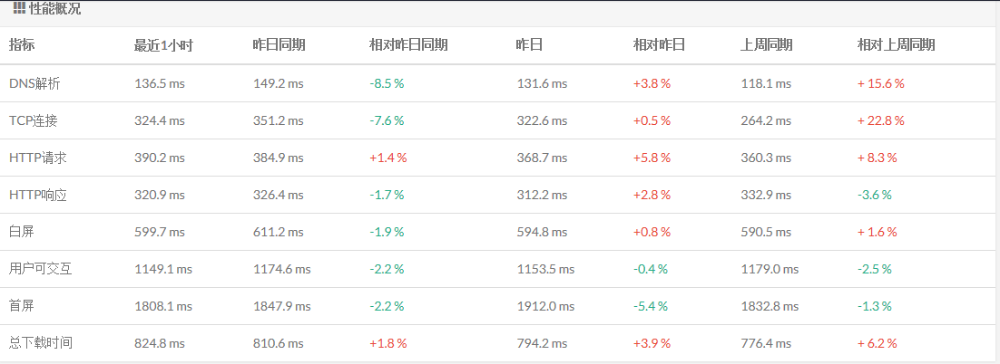 性能概况
指标 最近1小时 昨日同期 相对昨日同期 昨日 相对昨日 上周同期 相对上周同期
DNS解析 136.5 ms 149.2 ms -8.5 % 131.6 ms +3.8 % 118.1 ms + 15.6 %
TCP连接 324.4 ms 351.2 ms -7.6 % 322.6 ms +0.5 % 264.2 ms + 22.8 %
HTTP请求 390.2 ms 384.9 ms +1.4 % 368.7 ms +5.8 % 360.3 ms + 8.3 %
HTTP响应 320.9 ms 326.4 ms -1.7 % 312.2 ms +2.8 % 332.9 ms -3.6 %
白屏 599.7 ms 611.2 ms -1.9 % 594.8 ms +0.8 % 590.5 ms + 1.6 %
用户可交互 1149.1 ms 1174.6 ms -2.2 % 1153.5 ms -0.4 % 1179.0 ms -2.5 %
首屏 1808.1 ms 1847.9 ms -2.2 % 1912.0 ms -5.4 % 1832.8 ms -1.3 %
总下载时间 824.8 ms 810.6 ms +1.8 % 794.2 ms +3.9 % 776.4 ms + 6.2 %